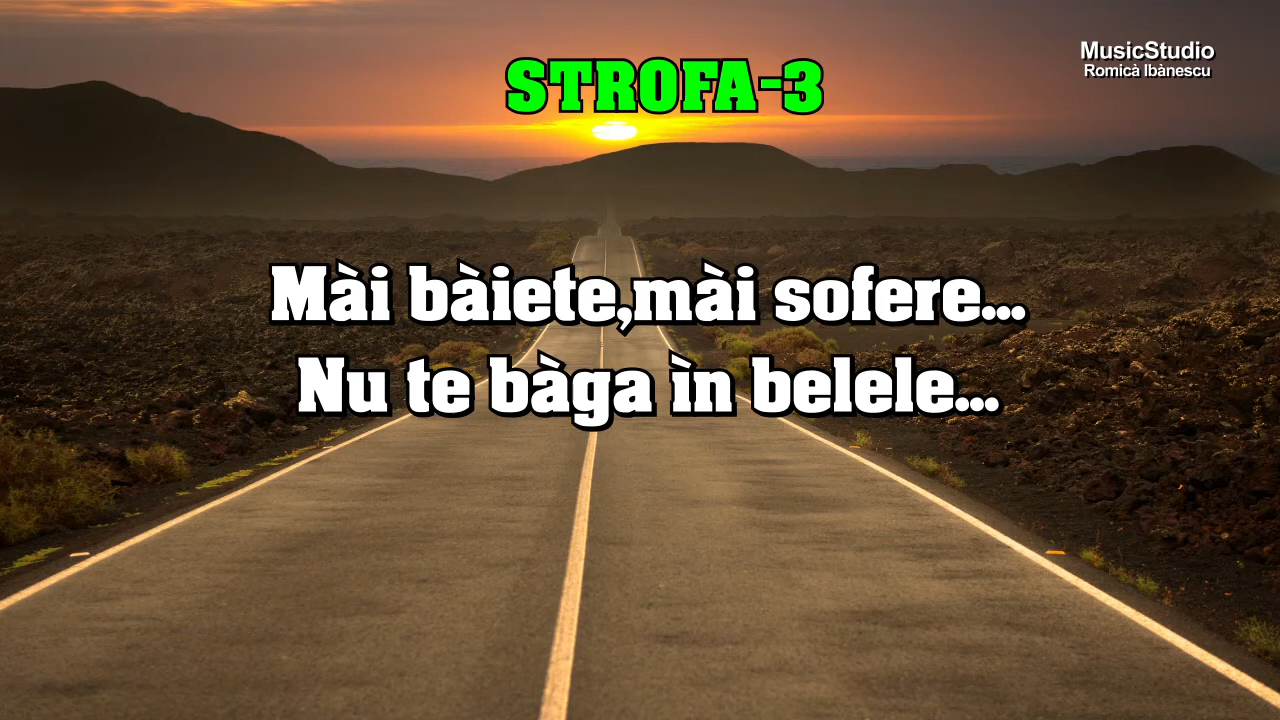 MusicStudio
Romicà Ibànescu
STROFA-3
Mài bàiete,mài sofere...
Nu te bàga ìn belele...